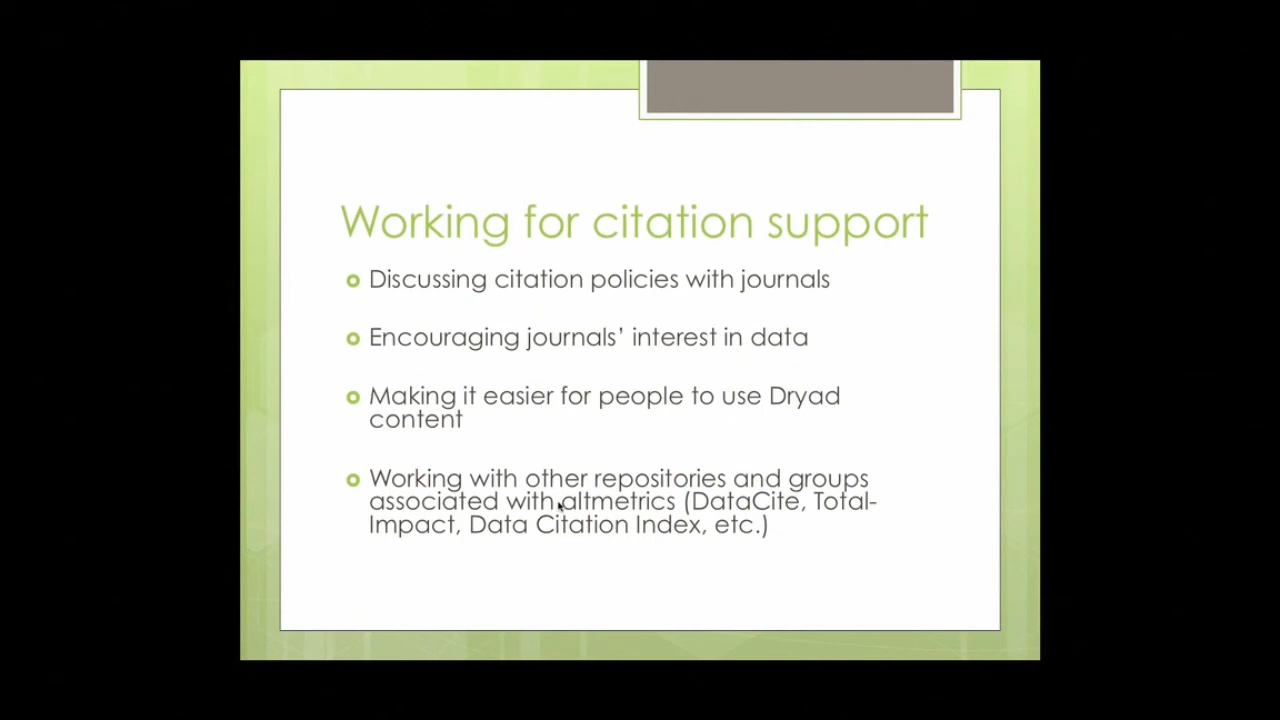 Working for citation support
Discussing citation policies with journals
Encouraging journals’ interest in data
Making it easier for people to use Dryad
content
Working with other repositories and groups
associated with altmetrics (DataCite, Total-
Impact, Data Citation Index, etc.)